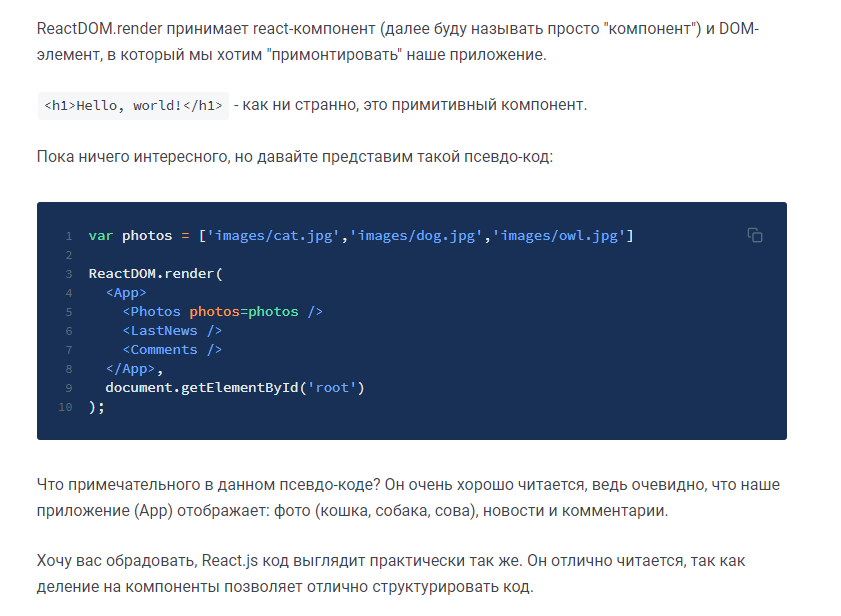 ReactDOM.render принимает react-компонент (далее буду называть просто "компонент") и DOM-
элемент, в который мы хотим "примонтировать" наше приложение.
<h1>Hello, world!</h1> - как ни странно, это примитивный компонент.
Пока ничего интересного, но давайте представим такой псевдо-код:
1 var photos = ['images/cat.jpg','images/dog.jpg','images/owl.jpg']
2
3 ReactDOM.render(
4   <App>
5     <Photos photos=photos />
6     <LastNews />
7     <Comments />
8   </App>,
9   document.getElementById('root')
10 );
Что примечательного в данном псевдо-коде? Он очень хорошо читается, ведь очевидно, что наше
приложение (App) отображает: фото (кошка, собака, сова), новости и комментарии.
Хочу вас обрадовать, React.js код выглядит практически так же. Он отлично читается, так как
деление на компоненты позволяет отлично структурировать код.